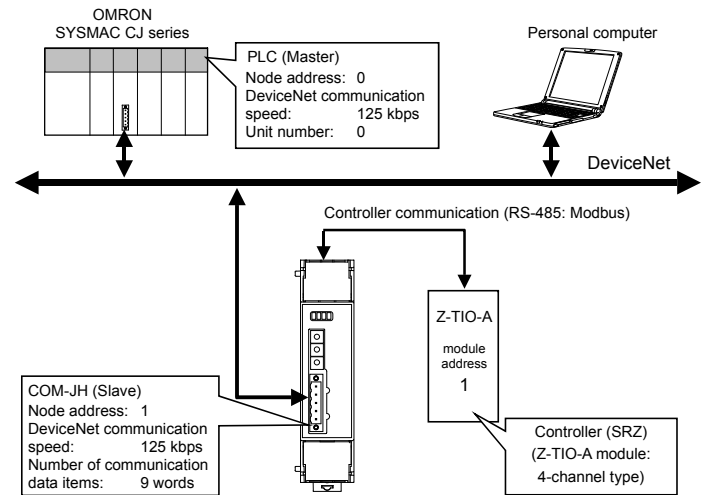 OMRON
SYSMAC CJ series
PLC (Master)
Node address: 0
DeviceNet communication
speed: 125 kbps
Unit number: 0
Personal computer
DeviceNet
Controller communication (RS-485: Modbus)
Z-TIO-A
module
address
1
COM-JH (Slave)
Node address: 1
DeviceNet communication
speed: 125 kbps
Number of communication
data items: 9 words
Controller (SRZ)
(Z-TIO-A module:
4-channel type)